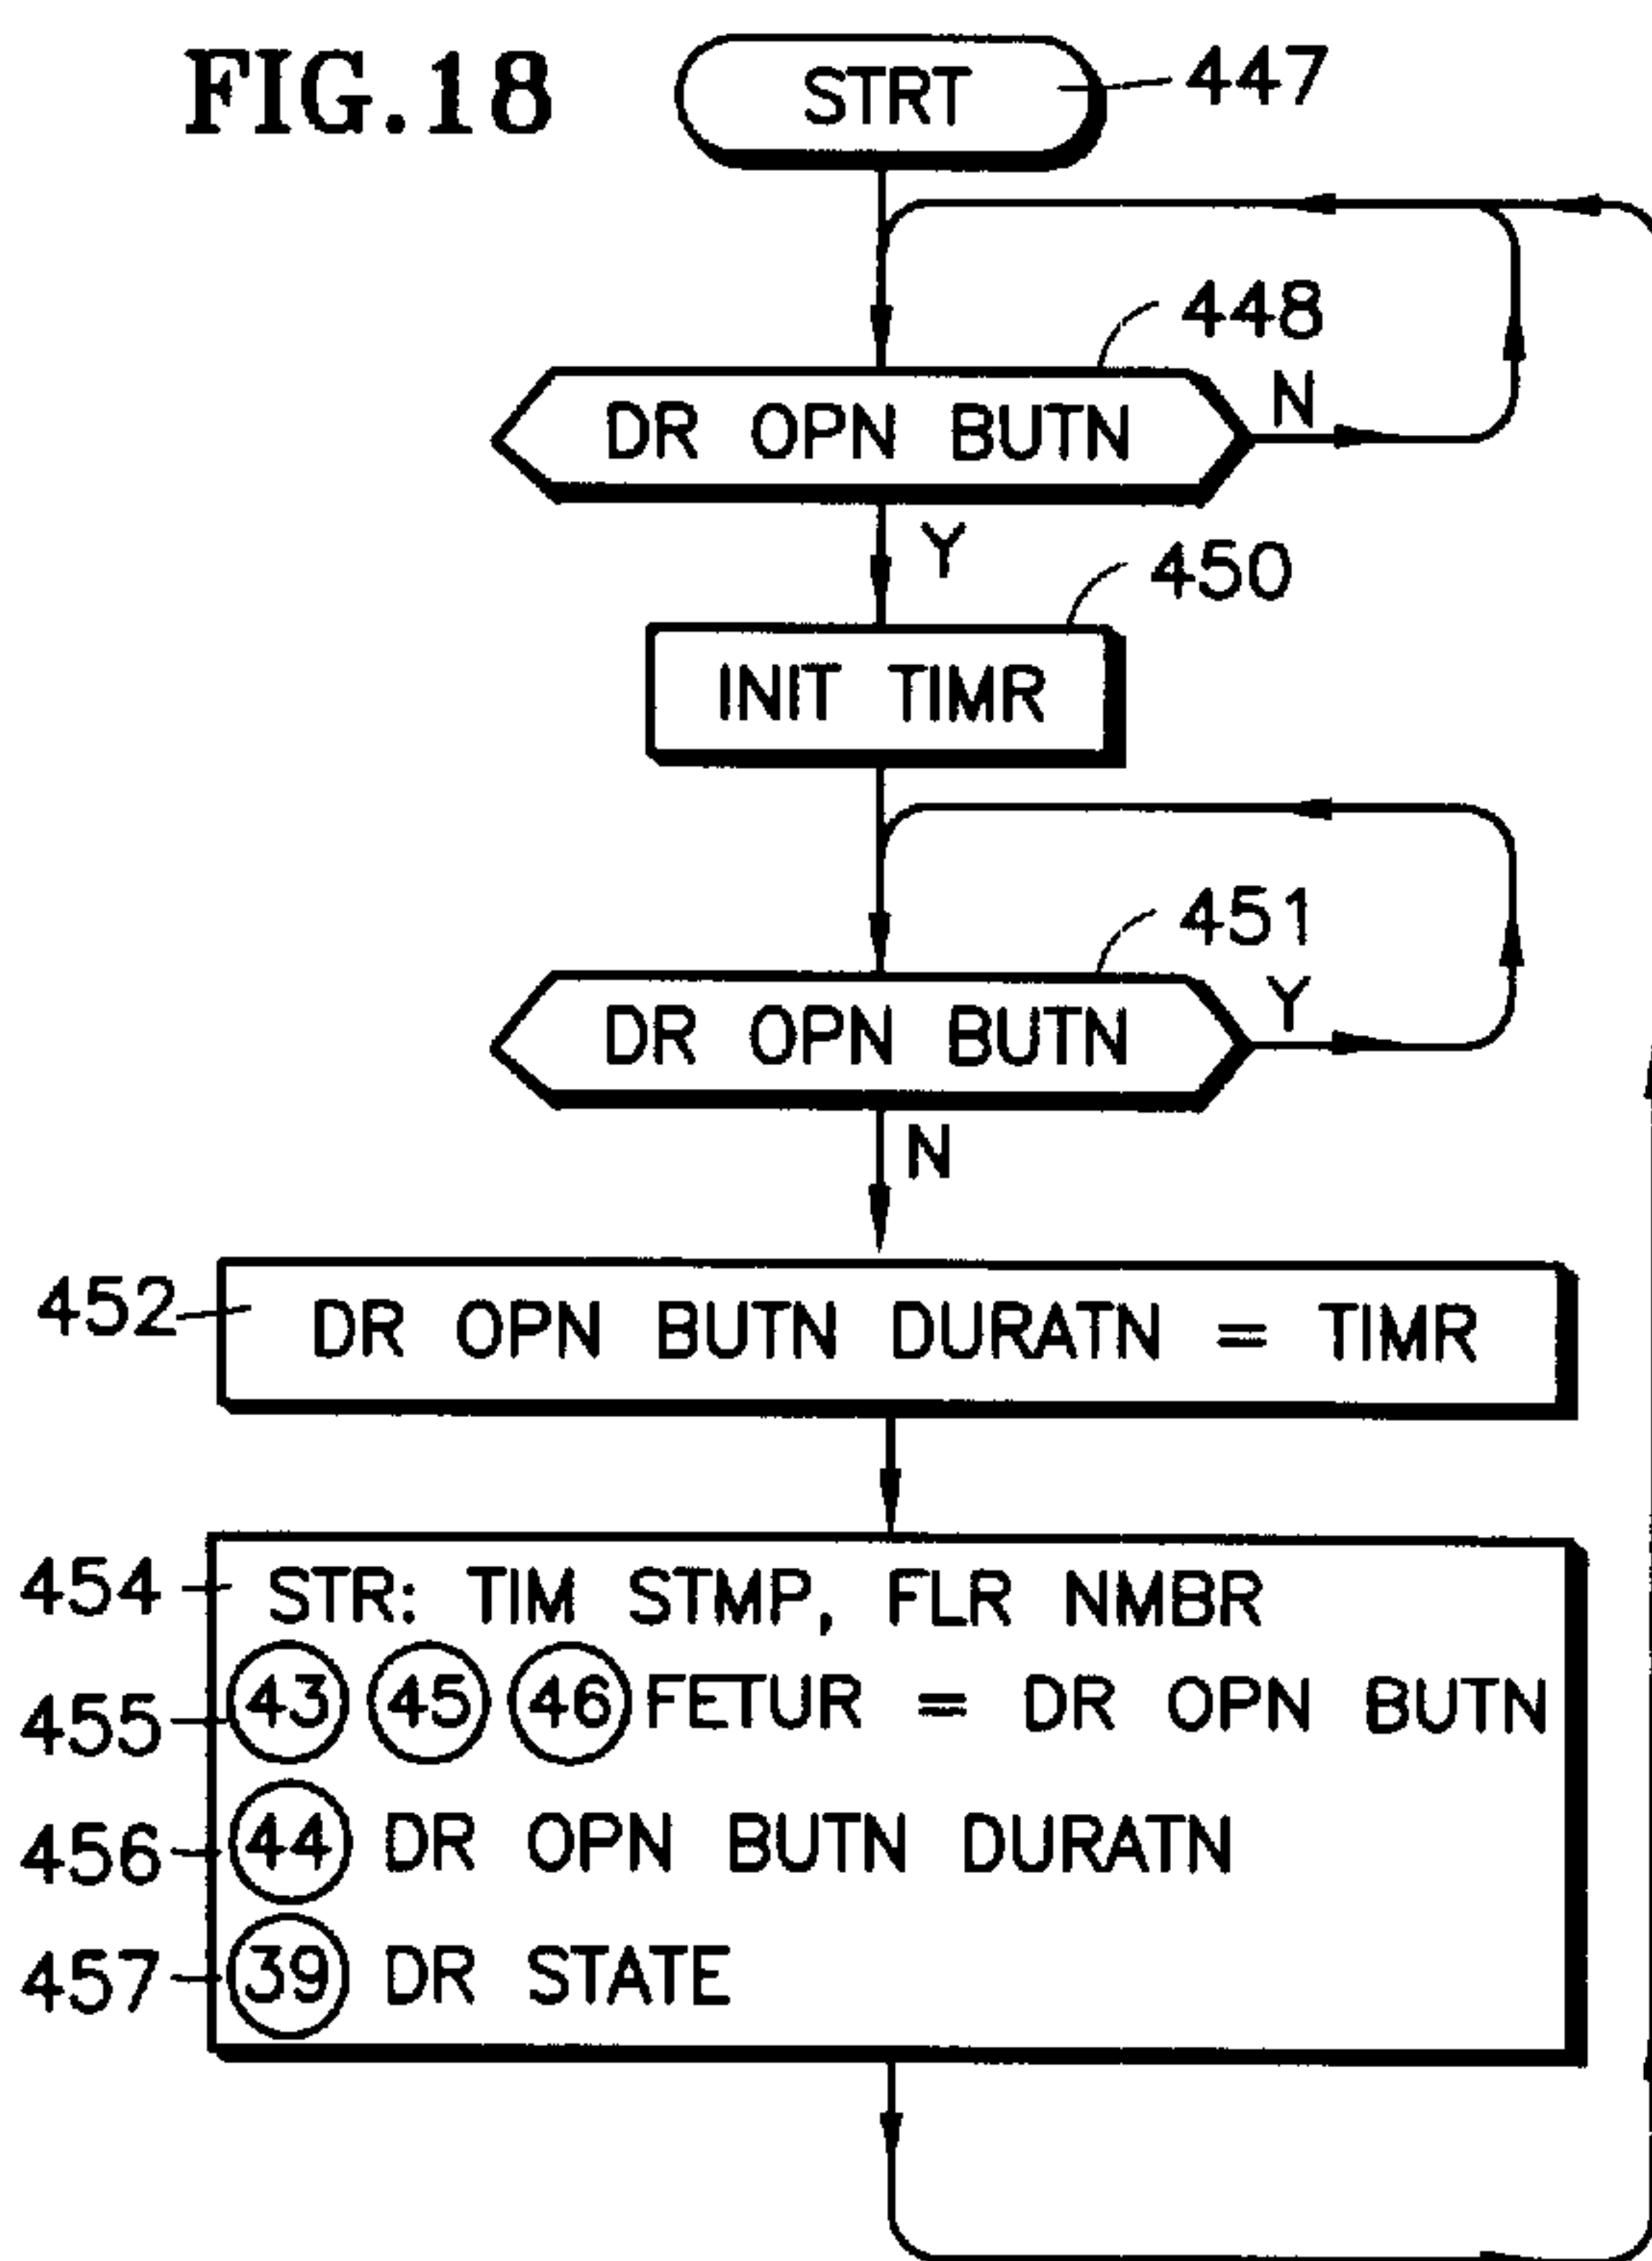 FIG.18
STRT
447
448
DR OPN BUTN
N
Y
450
INIT TIMR
451
DR OPN BUTN
Y
N
452
DR OPN BUTN DURATN = TIMR
454
STR: TIM STMP, FLR NMBR
455
43 45 46 FETUR = DR OPN BUTN
456
44 DR OPN BUTN DURATN
457
39 DR STATE